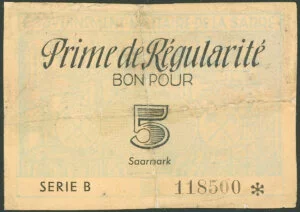 Prime de Régularité
BON POUR
5
Saarmark
SERIE B 118500 *